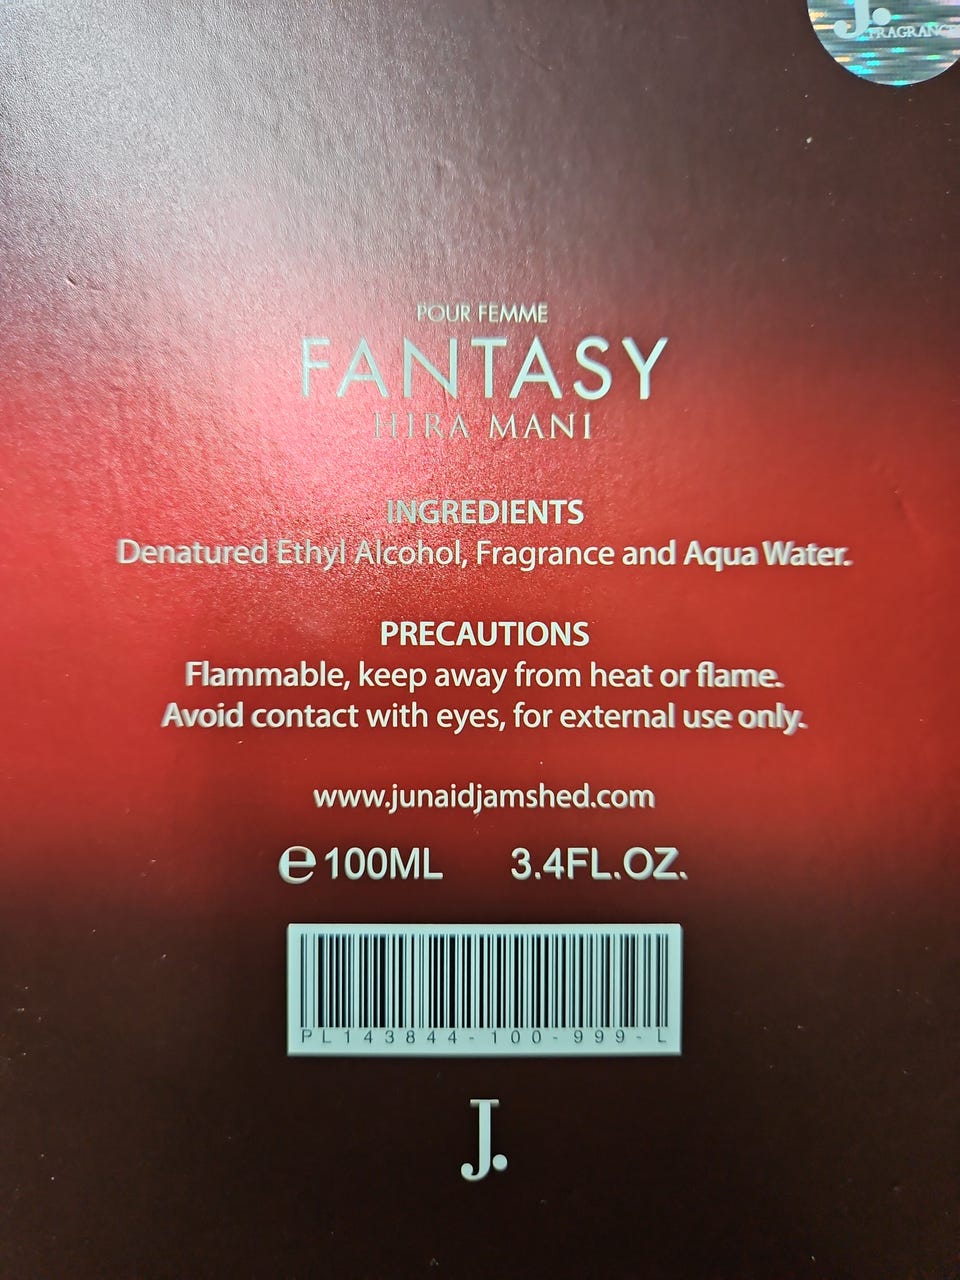 J.
FRAGRANCE
POUR FEMME
FANTASY
HIRA MANI
INGREDIENTS
Denatured Ethyl Alcohol, Fragrance and Aqua Water.
PRECAUTIONS
Flammable, keep away from heat or flame.
Avoid contact with eyes, for external use only.
www.junaidjamshed.com
℮ 100ML 3.4FL.OZ.
PL143844-100-999-L
J.